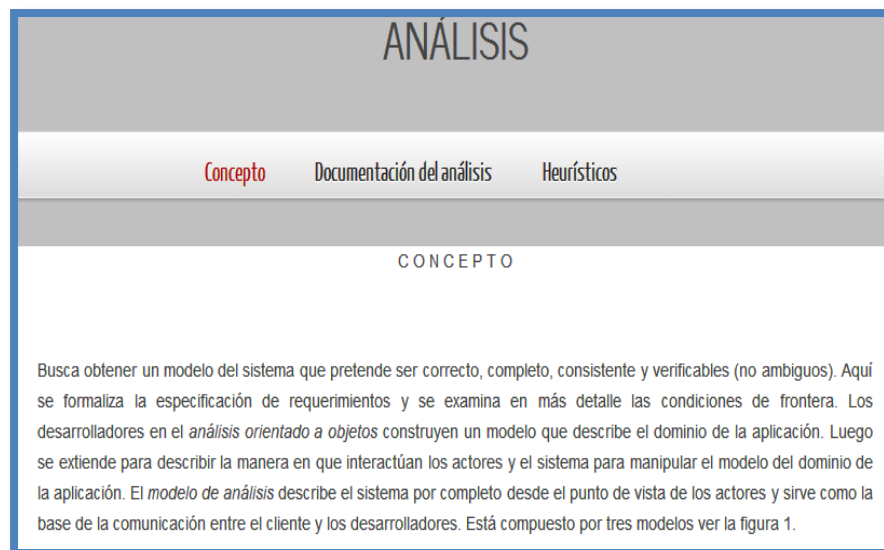 ANÁLISIS
Concepto Documentación del análisis Heurísticos
CONCEPTO
Busca obtener un modelo del sistema que pretende ser correcto, completo, consistente y verificables (no ambiguos). Aquí
se formaliza la especificación de requerimientos y se examina en más detalle las condiciones de frontera. Los
desarrolladores en el análisis orientado a objetos construyen un modelo que describe el dominio de la aplicación. Luego
se extiende para describir la manera en que interactúan los actores y el sistema para manipular el modelo del dominio de
la aplicación. El modelo de análisis describe el sistema por completo desde el punto de vista de los actores y sirve como la
base de la comunicación entre el cliente y los desarrolladores. Está compuesto por tres modelos ver la figura 1.